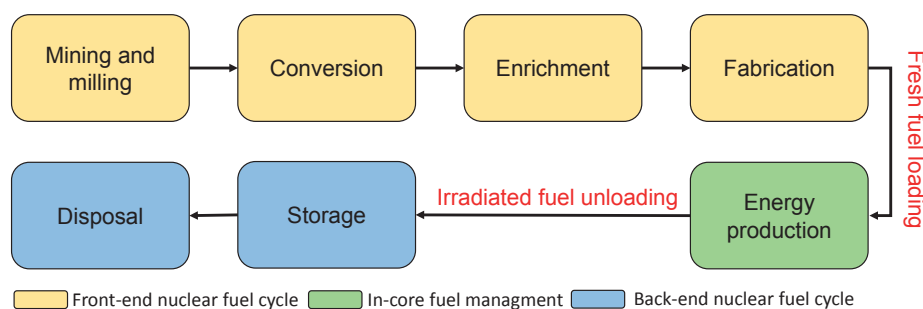 Mining and
milling
Conversion
Enrichment
Fabrication
Fresh fuel loading
Energy
production
Irradiated fuel unloading
Storage
Disposal
Front-end nuclear fuel cycle
In-core fuel managment
Back-end nuclear fuel cycle